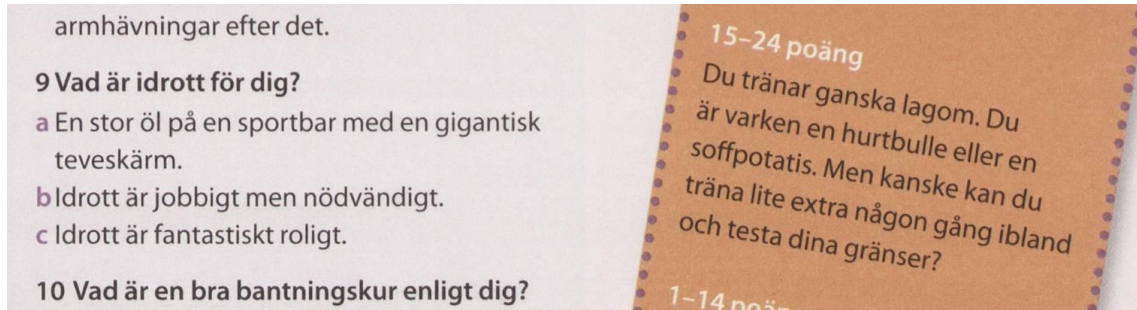 armhävningar efter det.
9 Vad är idrott för dig?
a En stor öl på en sportbar med en gigantisk
teveskärm.
b Idrott är jobbigt men nödvändigt.
c Idrott är fantastiskt roligt.
10 Vad är en bra bantningskur enligt dig?
15–24 poäng
Du tränar ganska lagom. Du
är varken en hurtbulle eller en
soffpotatis. Men kanske kan du
träna lite extra någon gång ibland
och testa dina gränser?
1–14